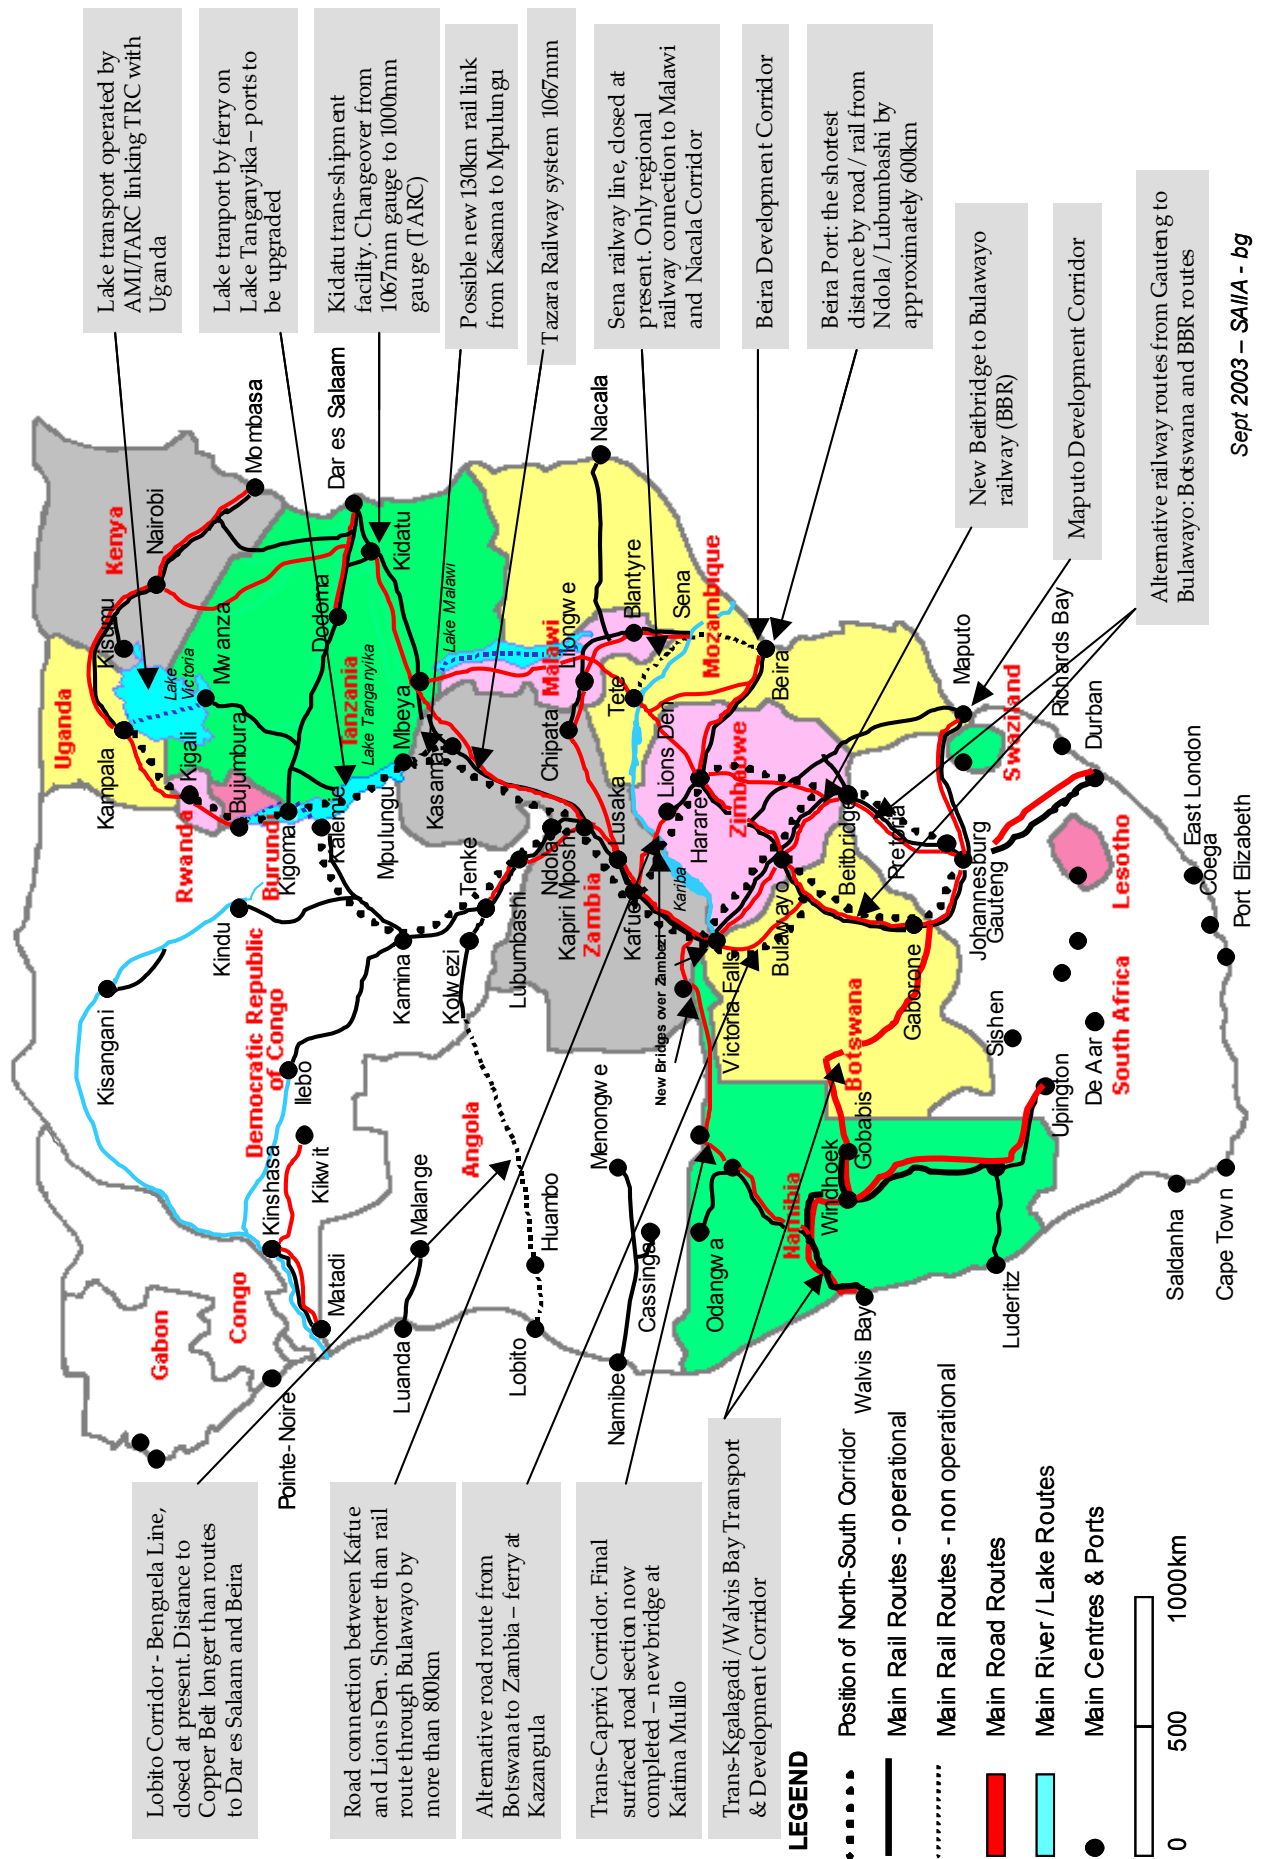 Lake transport operated by
AMI/TARC linking TRC with
Uganda
Lake tranport by ferry on
Lake Tanganyika – ports to
be upgraded
Kidatu trans-shipment
facility. Changeover from
1067mm gauge to 1000mm
gauge (TARC)
Possible new 130km rail link
from Kasama to Mpulungu
Tazara Railway system 1067mm
Sena railway line, closed at
present. Only regional
railway connection to Malawi
and Nacala Corridor
Beira Development Corridor
Beira Port: the shortest
distance by road / rail from
Ndola / Lubumbashi by
approximately 600km
New Beitbridge to Bulawayo
railway (BBR)
Maputo Development Corridor
Alternative railway routes from Gauteng to
Bulawayo: Botswana and BBR routes
Sept 2003 – SAIIA - bg
Kenya
Uganda
Rwanda
Burundi
Tanzania
Democratic Republic
of Congo
Gabon
Congo
Angola
Zambia
Malawi
Mozambique
Zimbabwe
Botswana
Namibia
South Africa
Lesotho
Swaziland
Mombasa
Nairobi
Kisumu
Kampala
Kigali
Bujumbura
Kigoma
Kalemie
Mwanza
Lake
Victoria
Dodoma
Dar es Salaam
Kidatu
Mbeya
Lake Tanganyika
Lake Malawi
Mpulungu
Kasama
Kisangani
Kindu
Kamina
Ilebo
Kikwit
Kinshasa
Matadi
Pointe-Noire
Luanda
Malange
Lobito
Huambo
Menongwe
Namibe
Cassinga
Kolwezi
Tenke
Lubumbashi
Ndola
Kapiri Mposhi
Lusaka
Kafue
Kariba
Chipata
Lilongwe
Blantyre
Nacala
Tete
Sena
Beira
Lions Den
Harare
Bulawayo
Beitbridge
Victoria Falls
New Bridges over Zambezi
Pretoria
Johannesburg
Gauteng
Gaborone
Maputo
Richards Bay
Durban
East London
Coega
Port Elizabeth
Sishen
De Aar
Upington
Saldanha
Cape Town
Luderitz
Walvis Bay
Windhoek
Gobabis
Odangwa
Lobito Corridor - Benguela Line,
closed at present. Distance to
Copper Belt longer than routes
to Dar es Salaam and Beira
Road connection between Kafue
and Lions Den. Shorter than rail
route through Bulawayo by
more than 800km
Alternative road route from
Botswana to Zambia – ferry at
Kazangula
Trans-Caprivi Corridor. Final
surfaced road section now
completed – new bridge at
Katima Mulilo
Trans-Kgalagadi / Walvis Bay Transport
& Development Corridor
LEGEND
Position of North-South Corridor
Main Rail Routes - operational
Main Rail Routes - non operational
Main Road Routes
Main River / Lake Routes
Main Centres & Ports
0 500 1000km